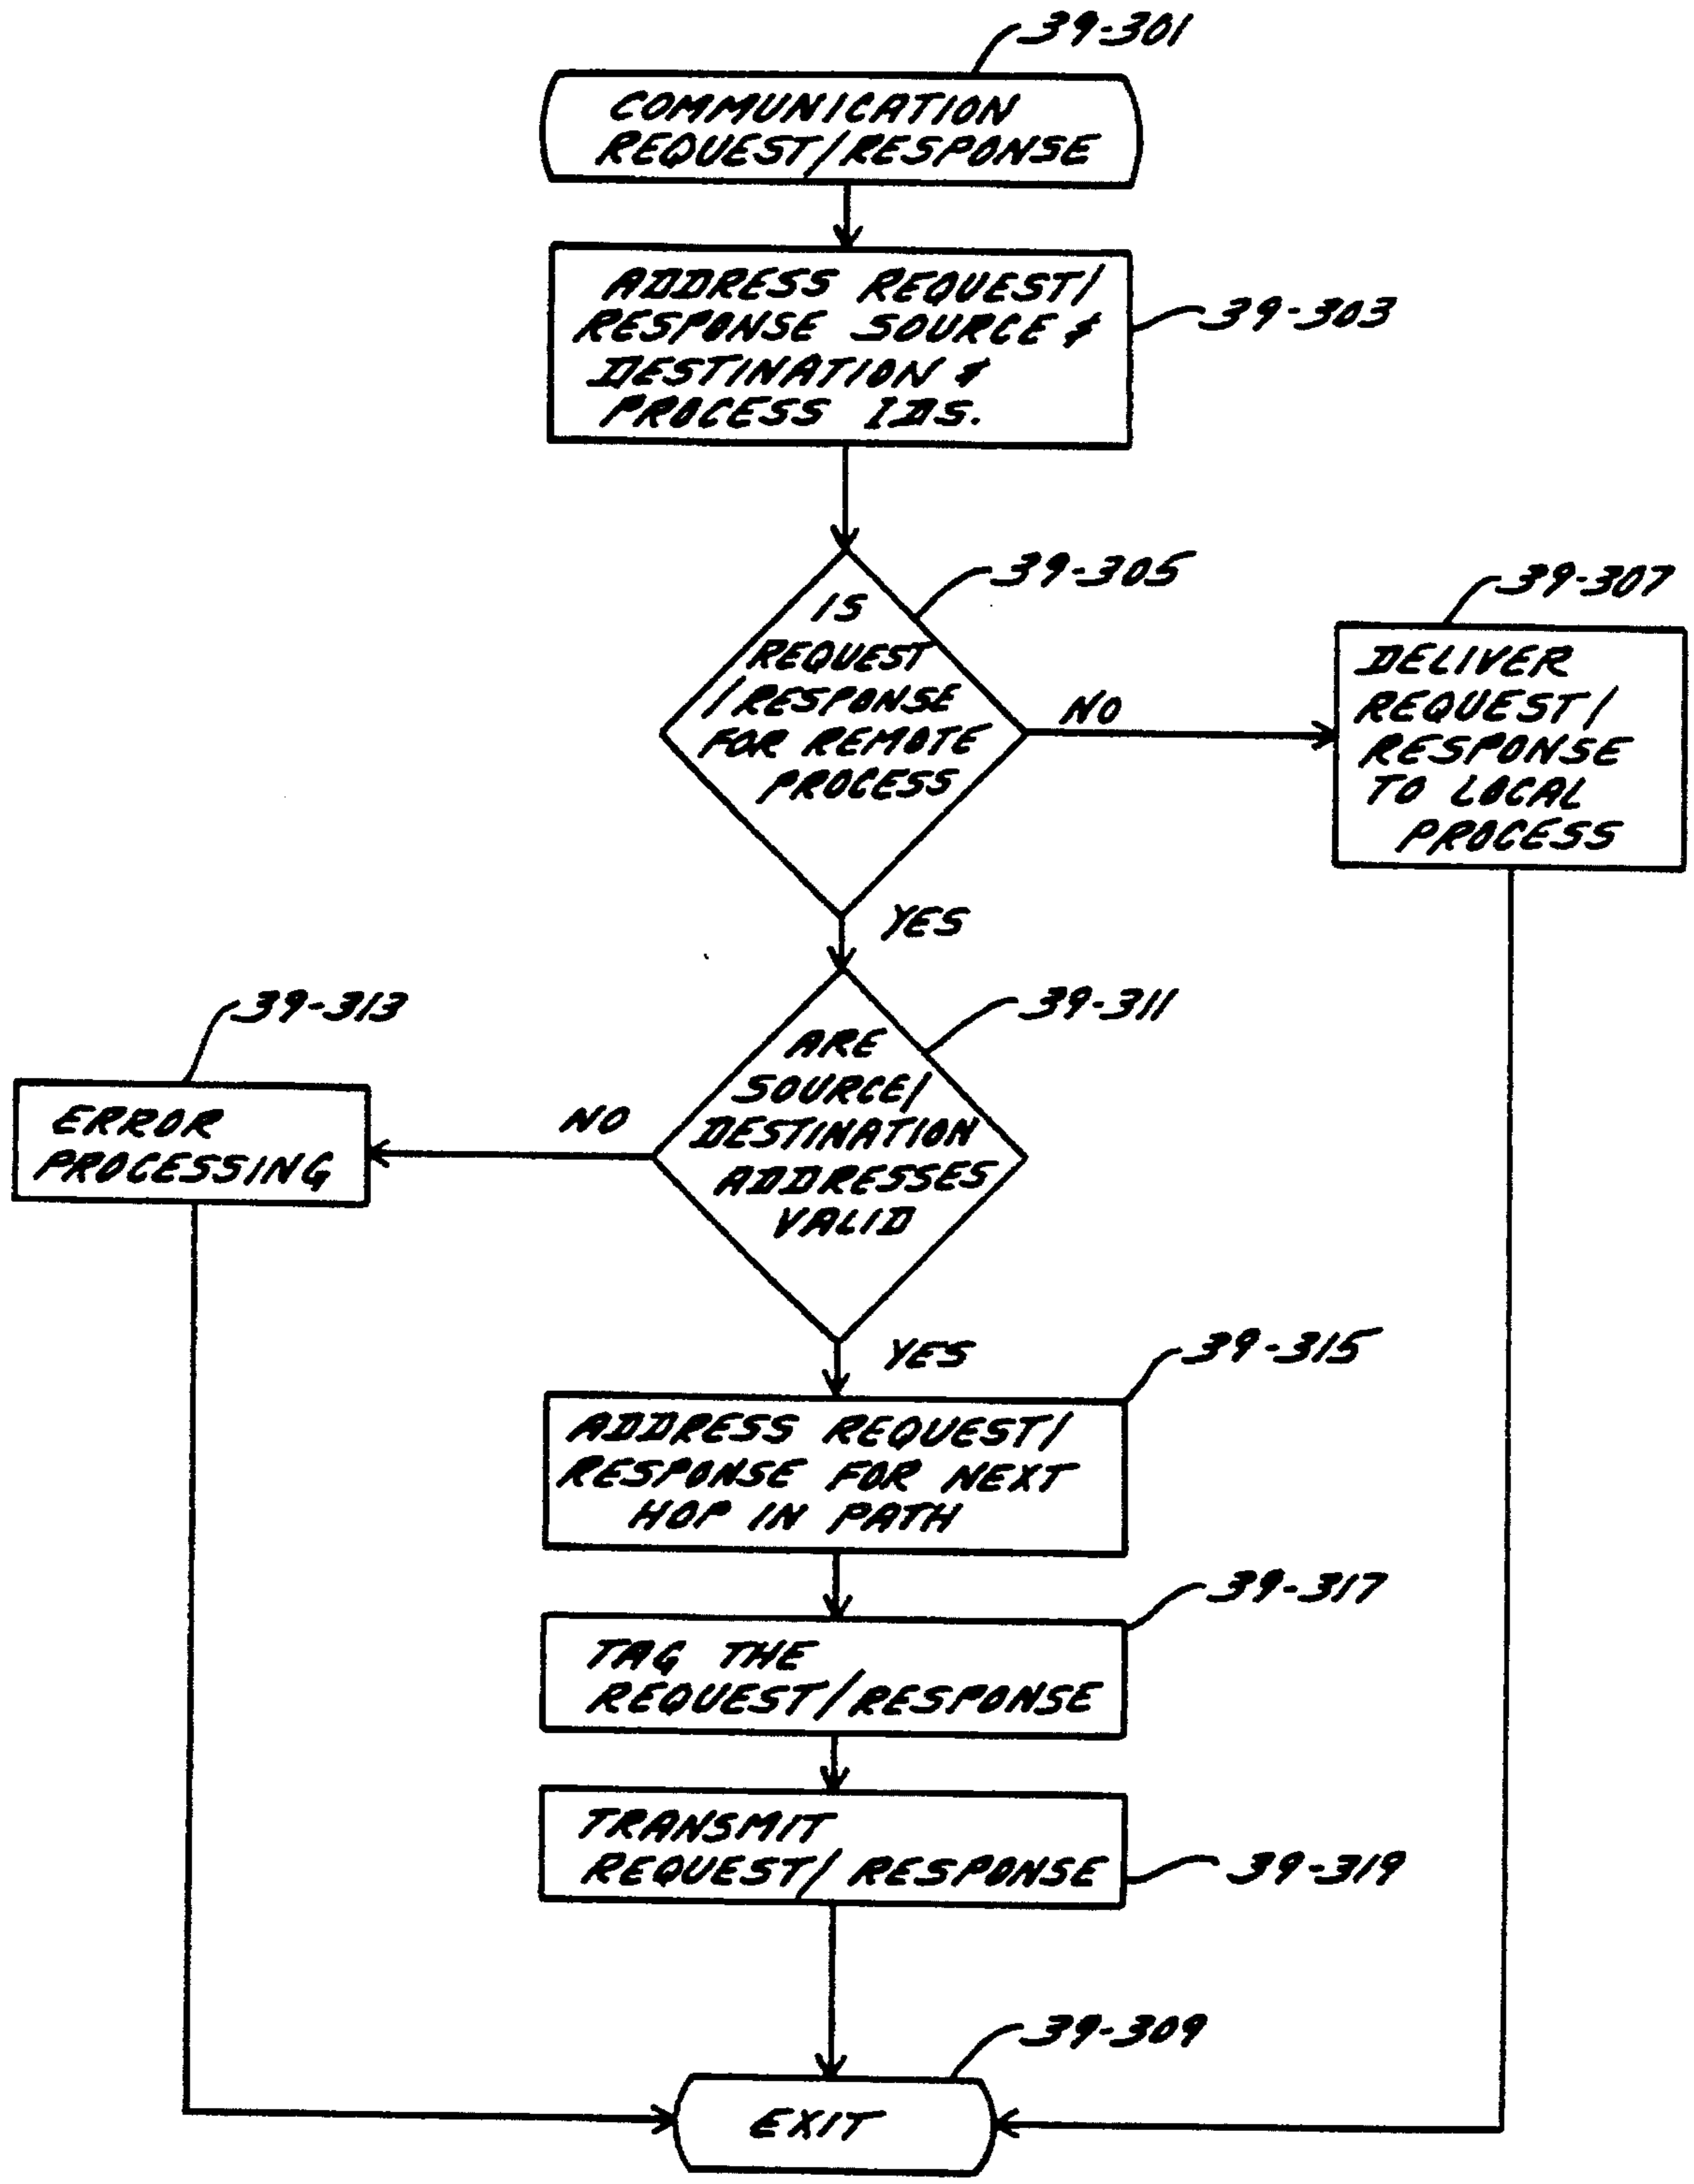 39-301
COMMUNICATION
REQUEST/RESPONSE
ADDRESS REQUEST/
RESPONSE SOURCE &
DESTINATION &
PROCESS IDS.
39-303
39-305
IS
REQUEST
/RESPONSE
FOR REMOTE
PROCESS
NO
39-307
DELIVER
REQUEST/
RESPONSE
TO LOCAL
PROCESS
YES
39-311
ARE
SOURCE/
DESTINATION
ADDRESSES
VALID
NO
39-313
ERROR
PROCESSING
YES
39-315
ADDRESS REQUEST/
RESPONSE FOR NEXT
HOP IN PATH
39-317
TAG THE
REQUEST/RESPONSE
TRANSMIT
REQUEST/RESPONSE
39-319
39-309
EXIT